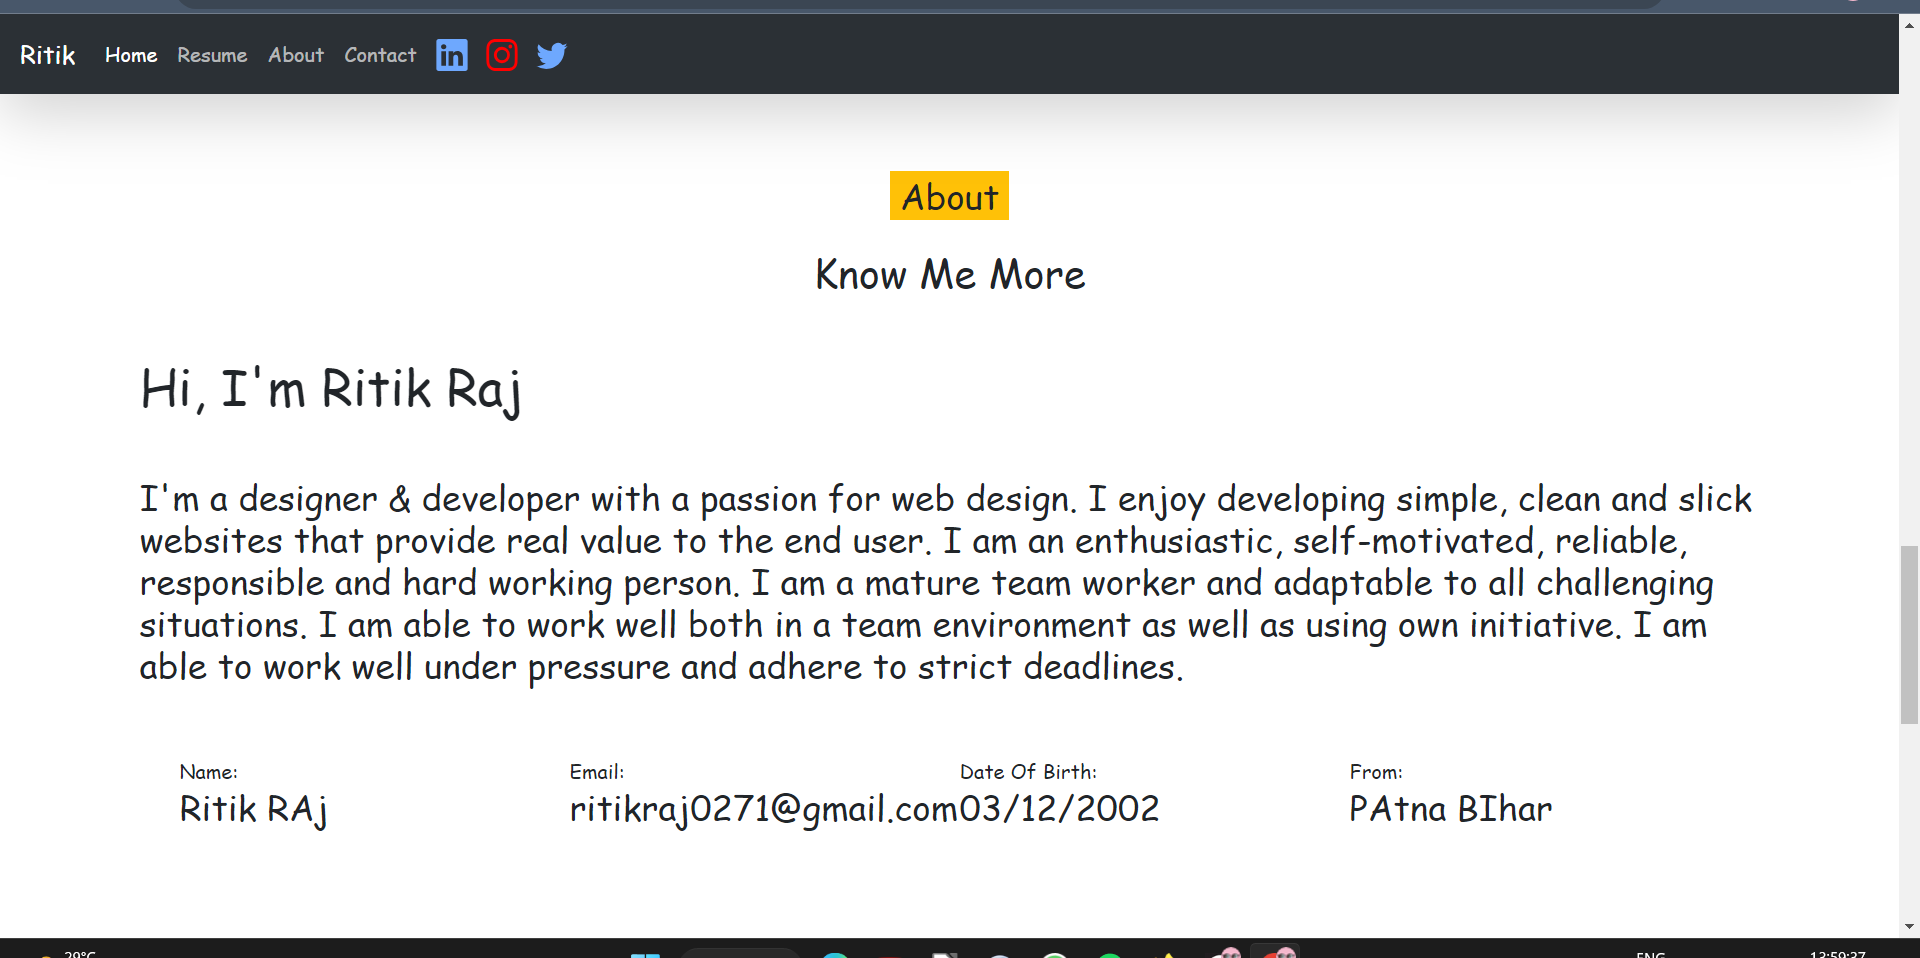 Ritik Home Resume About Contact
About
Know Me More
Hi, I'm Ritik Raj
I'm a designer & developer with a passion for web design. I enjoy developing simple, clean and slick
websites that provide real value to the end user. I am an enthusiastic, self-motivated, reliable,
responsible and hard working person. I am a mature team worker and adaptable to all challenging
situations. I am able to work well both in a team environment as well as using own initiative. I am
able to work well under pressure and adhere to strict deadlines.
Name: Email: Date Of Birth: From:
Ritik RAj ritikraj0271@gmail.com 03/12/2002 PAtna BIhar
29°C ENG 13:59:37